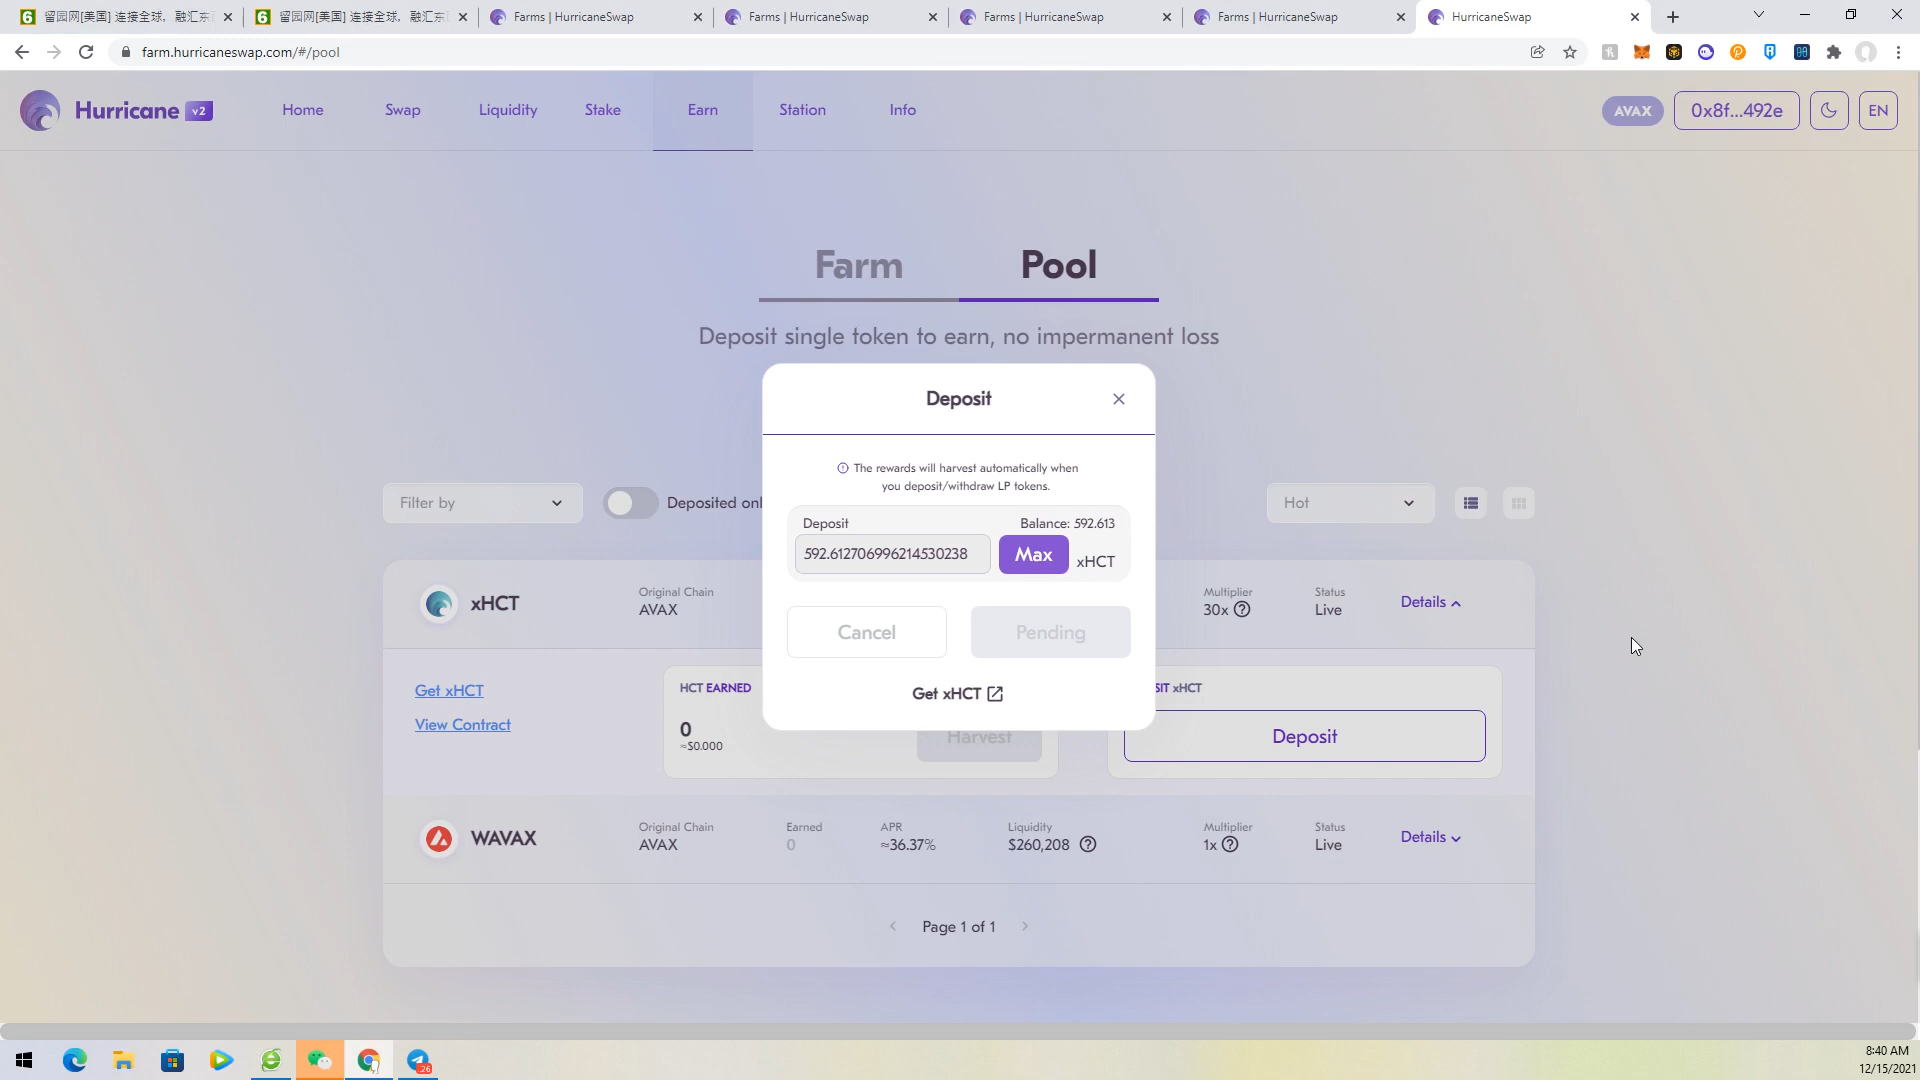 留园网[美国] 连接全球, 融汇东
留园网[美国] 连接全球, 融汇东
Farms | HurricaneSwap
Farms | HurricaneSwap
Farms | HurricaneSwap
Farms | HurricaneSwap
HurricaneSwap
farm.hurricaneswap.com/#/pool
Hurricane v2
Home
Swap
Liquidity
Stake
Earn
Station
Info
AVAX
0x8f...492e
EN
Farm
Pool
Deposit single token to earn, no impermanent loss
Deposit
The rewards will harvest automatically when
you deposit/withdraw LP tokens.
Filter by
Deposited onl
Hot
Deposit
Balance: 592.613
592.612706996214530238
Max
xHCT
Cancel
Pending
Get xHCT
xHCT
Original Chain
AVAX
Multiplier
30x
Status
Live
Details
Get xHCT
View Contract
HCT EARNED
0
≈$0.000
Harvest
SIT xHCT
Deposit
WAVAX
Original Chain
AVAX
Earned
0
APR
≈36.37%
Liquidity
$260,208
Multiplier
1x
Status
Live
Details
Page 1 of 1
26
8:40 AM
12/15/2021